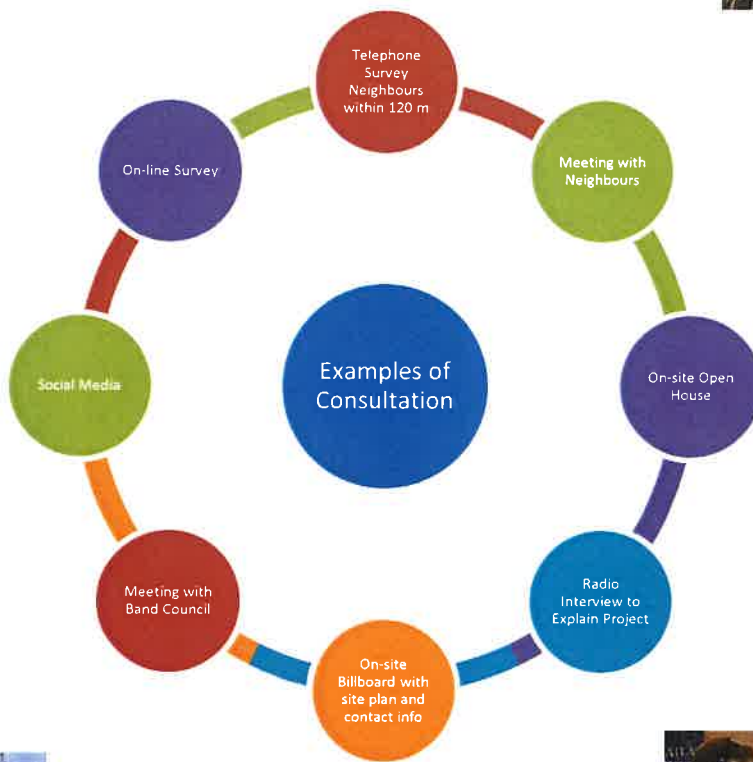 Telephone
Survey
Neighbours
within 120 m
Meeting with
Neighbours
On-site Open
House
Radio
Interview to
Explain Project
On-site
Billboard with
site plan and
contact info
Meeting with
Band Council
Social Media
On-line Survey
Examples of
Consultation